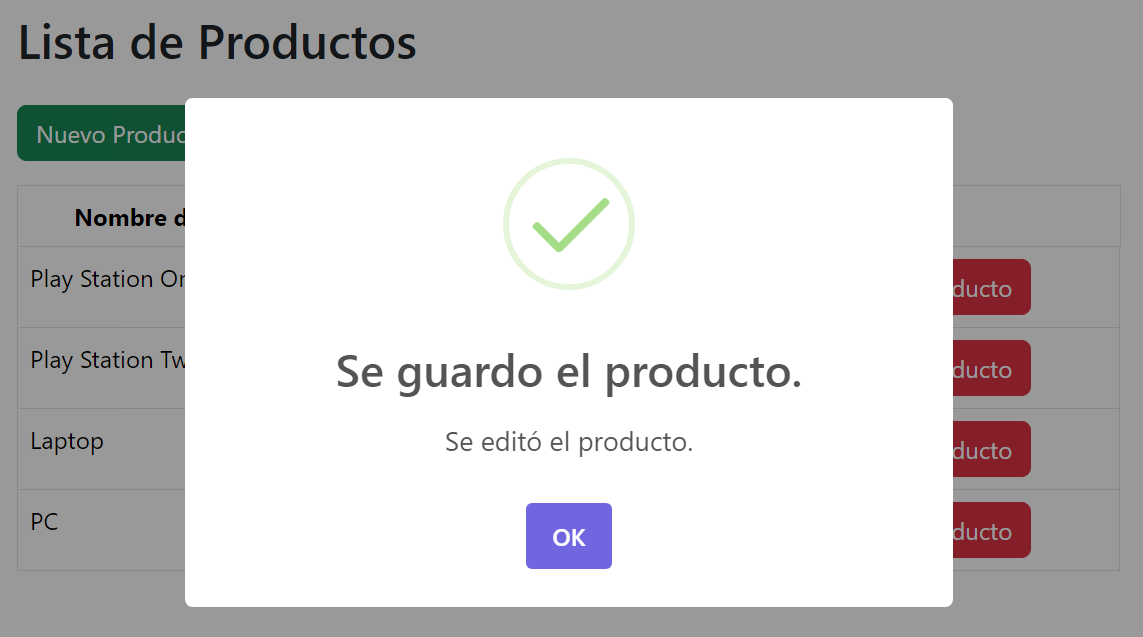 Lista de Productos
Nuevo Produc
Nombre d
Play Station Or
ducto
Play Station Tw
ducto
Laptop
ducto
PC
ducto
Se guardo el producto.
Se editó el producto.
OK